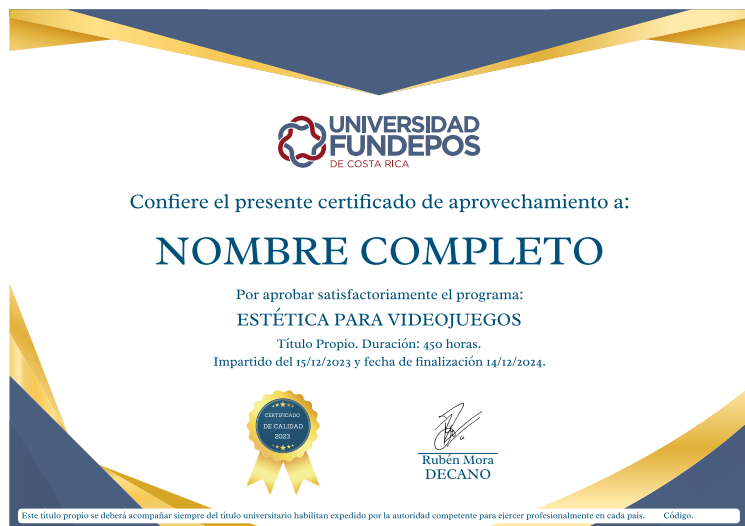 UNIVERSIDAD
FUNDEPOS
DE COSTA RICA
Confiere el presente certificado de aprovechamiento a:
NOMBRE COMPLETO
Por aprobar satisfactoriamente el programa:
ESTÉTICA PARA VIDEOJUEGOS
Título Propio. Duración: 450 horas.
Impartido del 15/12/2023 y fecha de finalización 14/12/2024.
CERTIFICADO
DE CALIDAD
2023
Rubén Mora
DECANO
Este título propio se deberá acompañar siempre del título universitario habilitan expedido por la autoridad competente para ejercer profesionalmente en cada país. Código.